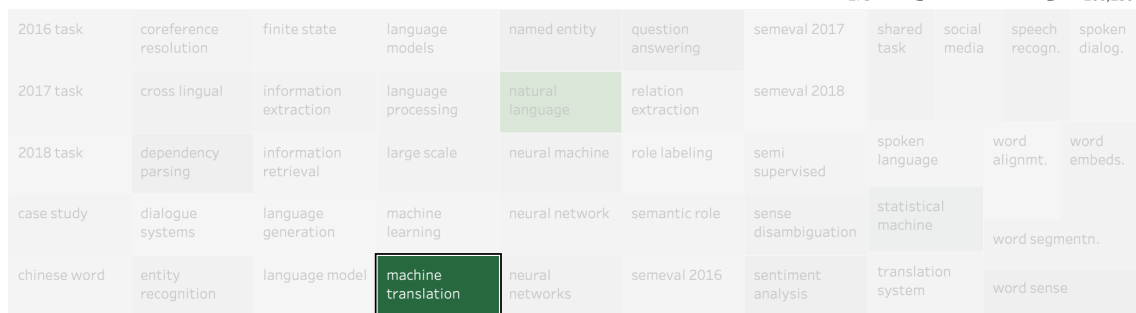 2016 task
coreference
resolution
finite state
language
models
named entity
question
answering
semeval 2017
shared
task
social
media
speech
recogn.
spoken
dialog.
2017 task
cross lingual
information
extraction
language
processing
natural
language
relation
extraction
semeval 2018
2018 task
dependency
parsing
information
retrieval
large scale
neural machine
role labeling
semi
supervised
spoken
language
word
alignmt.
word
embeds.
case study
dialogue
systems
language
generation
machine
learning
neural network
semantic role
sense
disambiguation
statistical
machine
word segmentn.
chinese word
entity
recognition
language model
machine
translation
neural
networks
semeval 2016
sentiment
analysis
translation
system
word sense